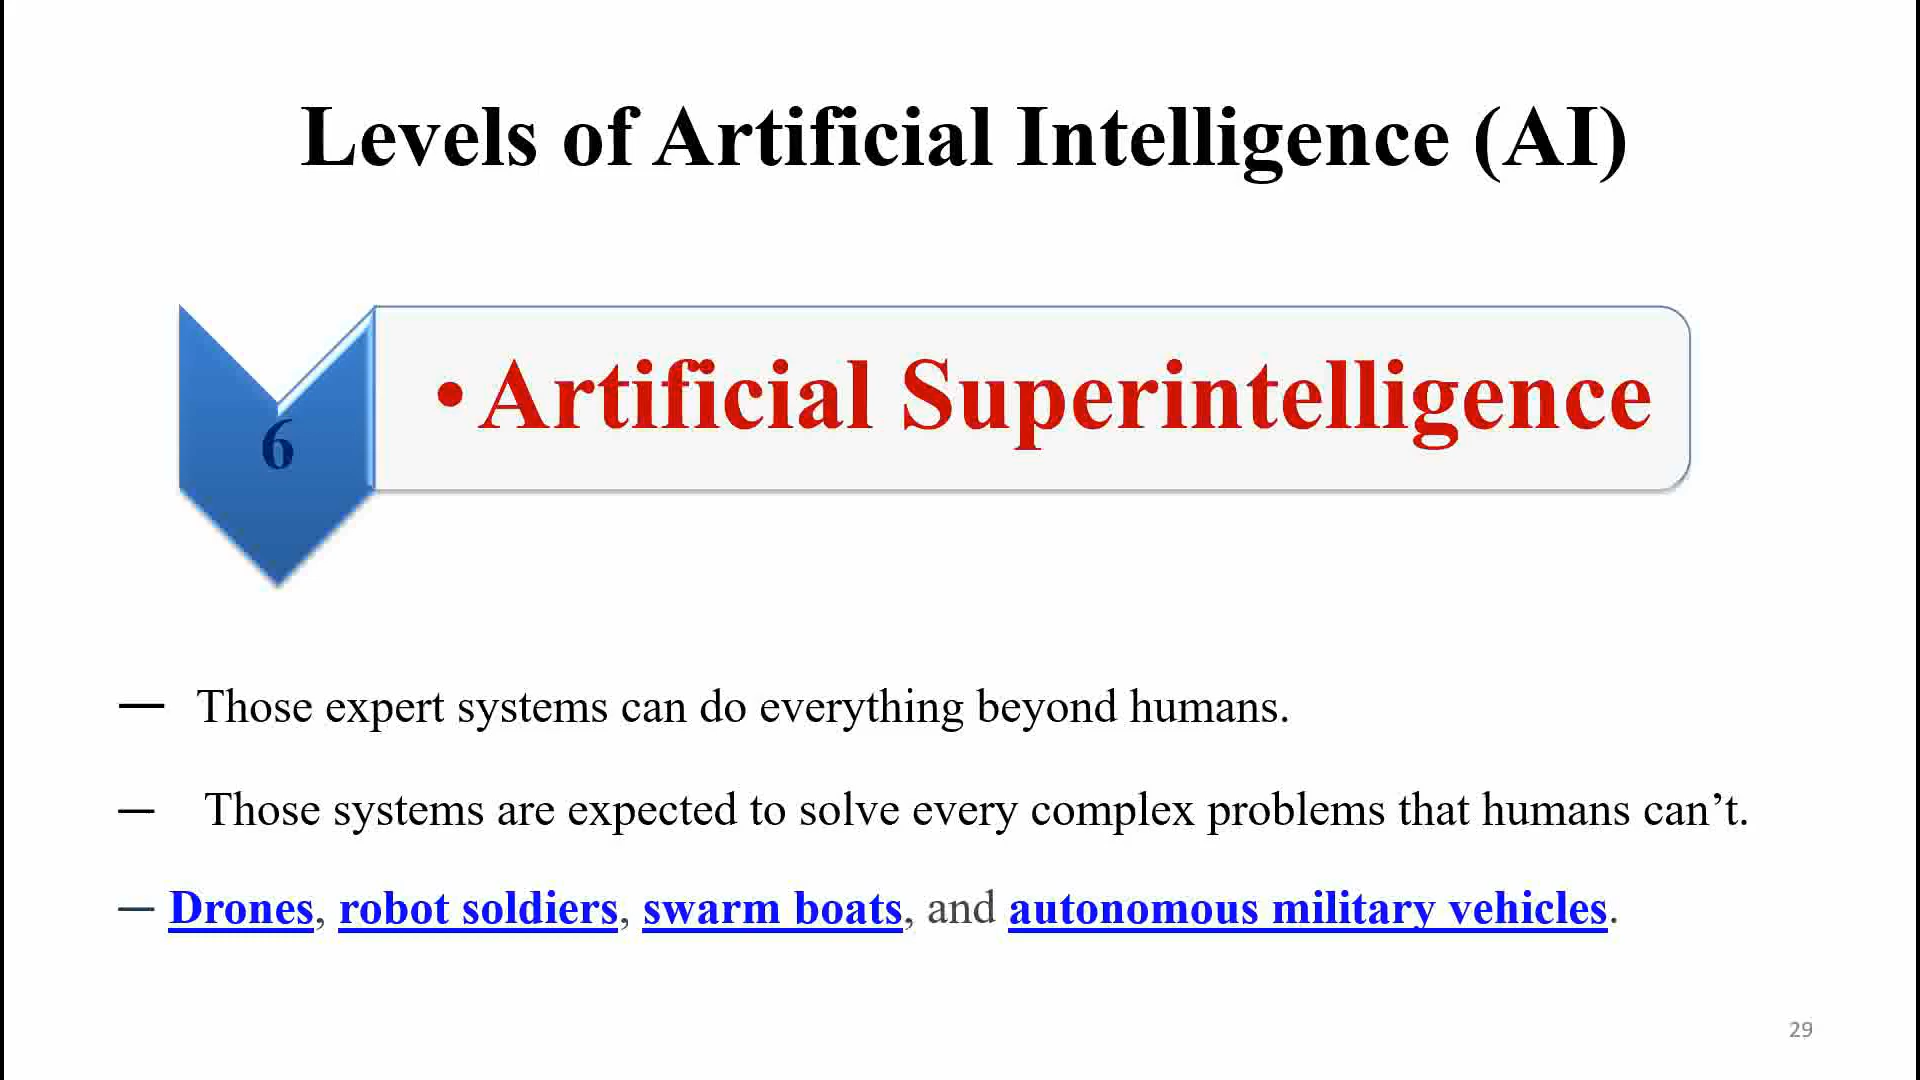 Levels of Artificial Intelligence (AI)
6
• Artificial Superintelligence
— Those expert systems can do everything beyond humans.
— Those systems are expected to solve every complex problems that humans can’t.
— Drones, robot soldiers, swarm boats, and autonomous military vehicles.
29